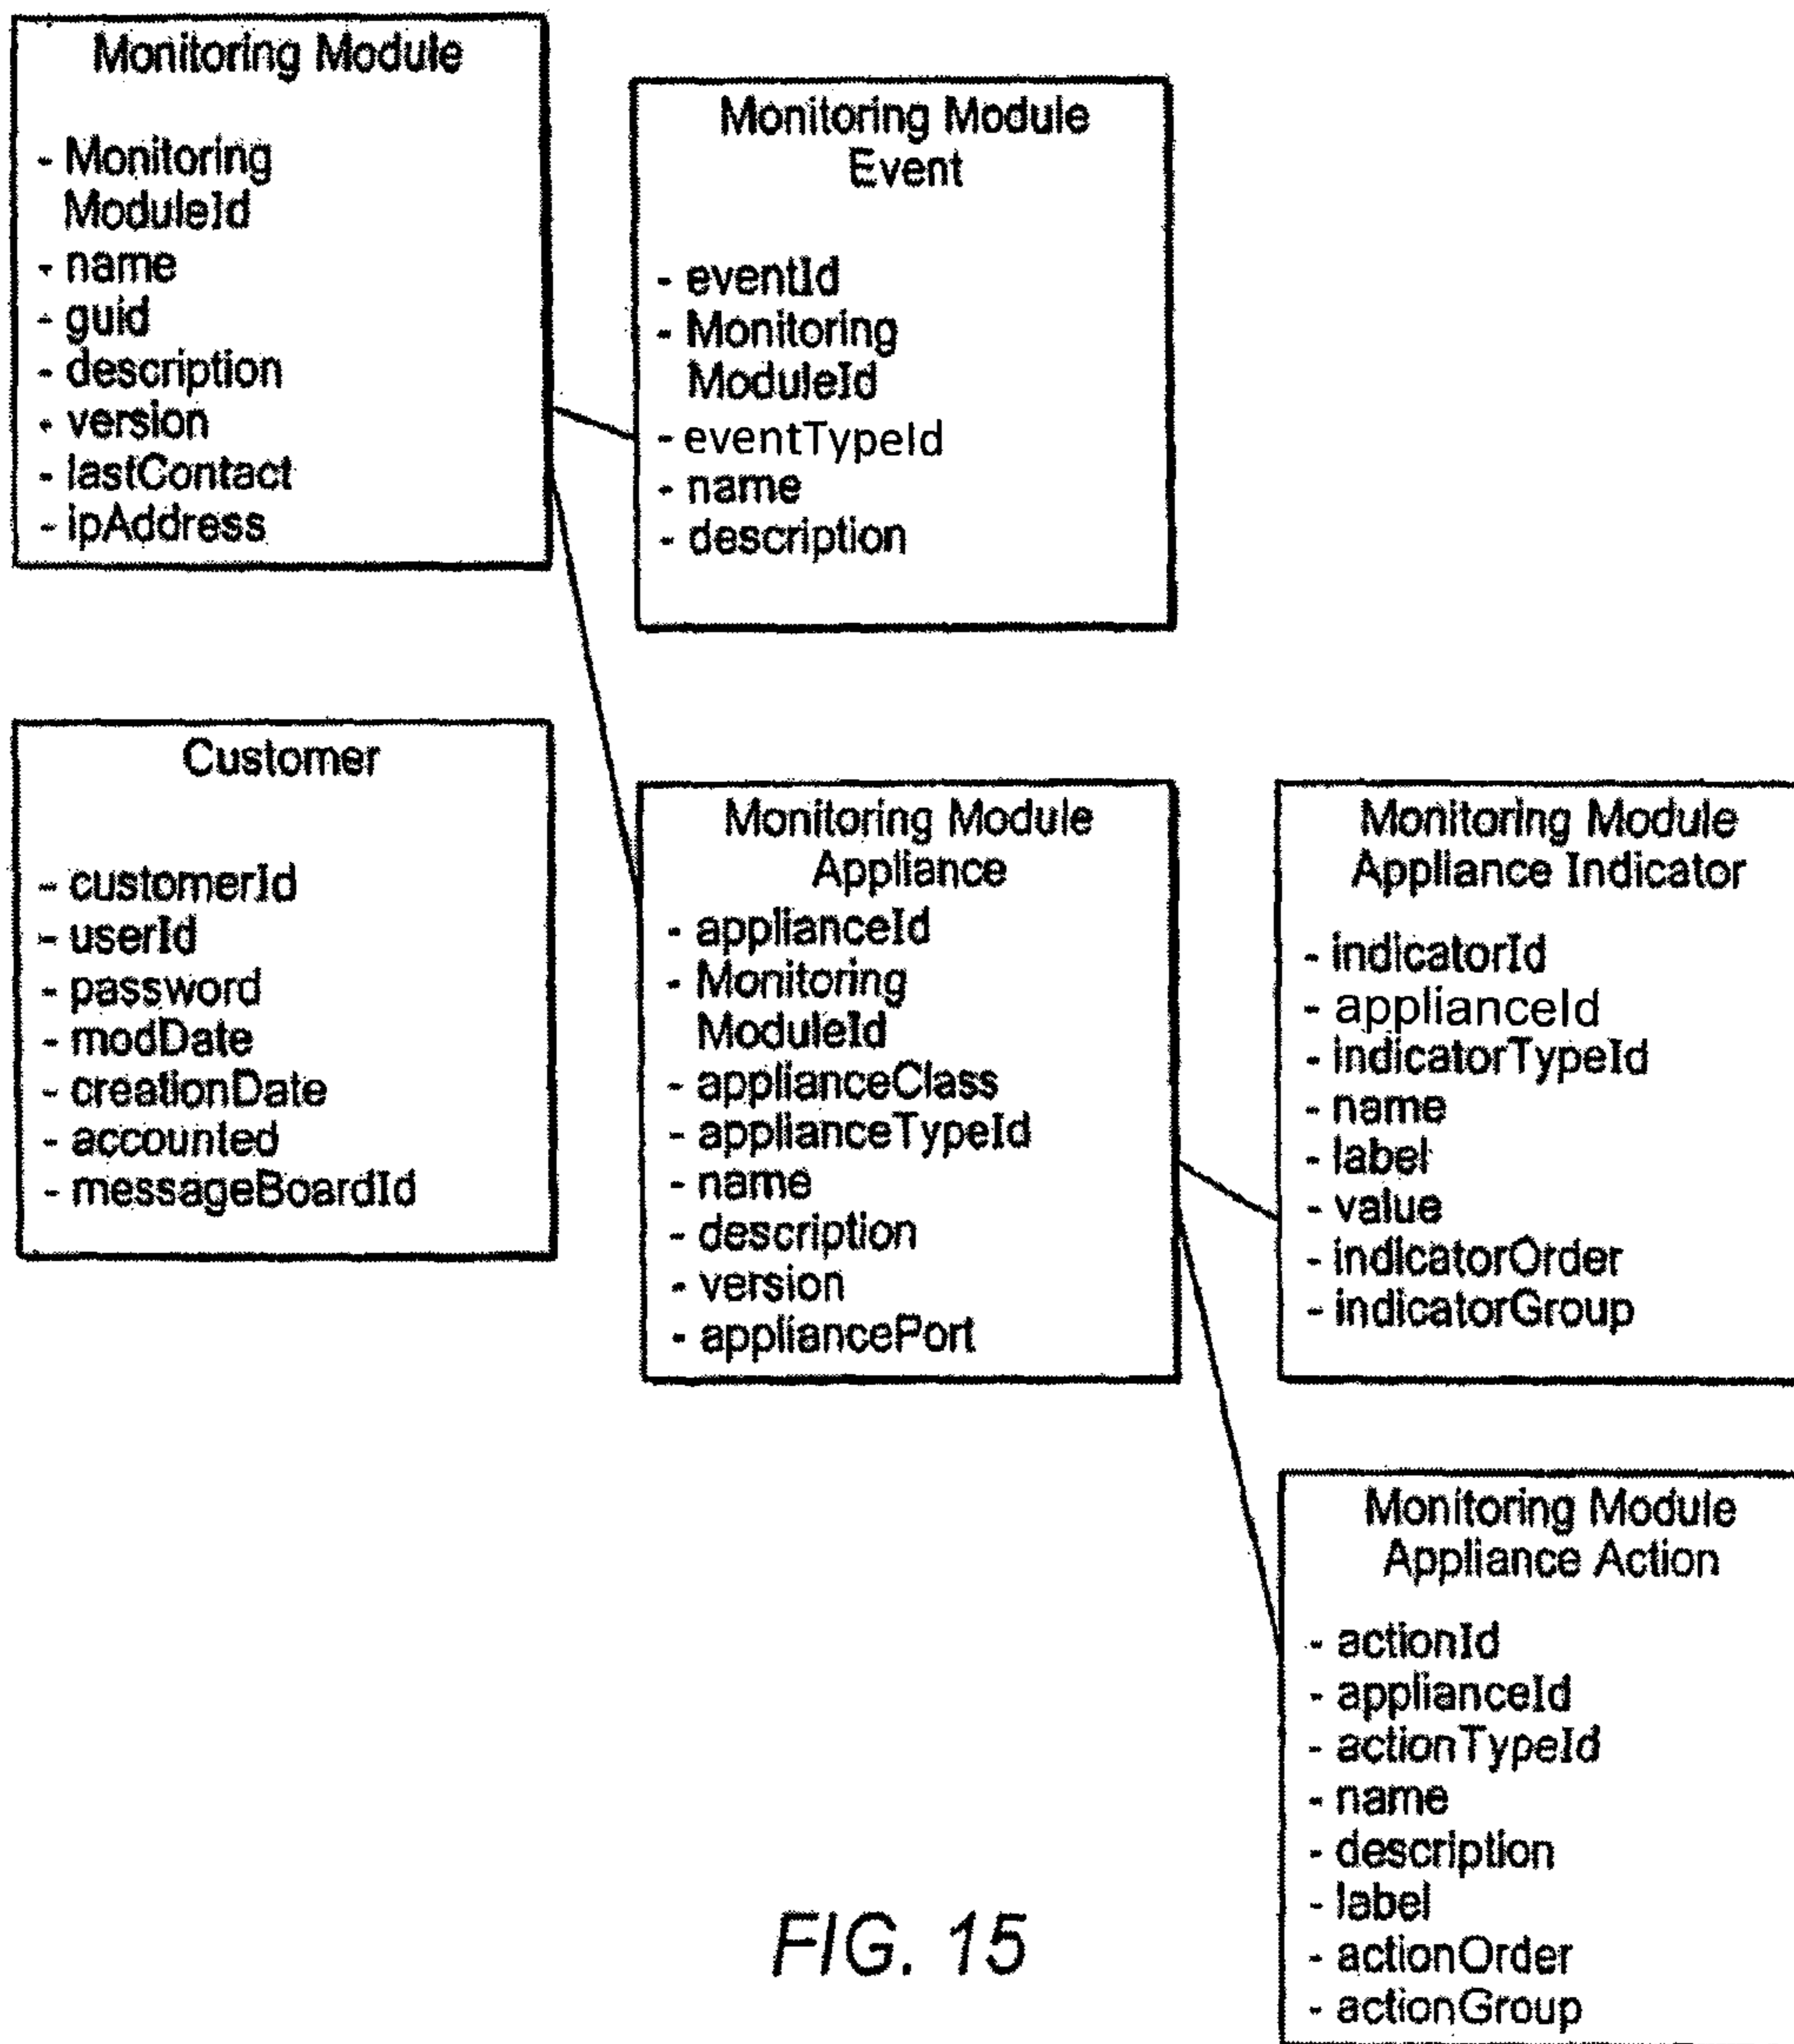 Monitoring Module
- Monitoring
ModuleId
- name
- guid
- description
- version
- lastContact
- ipAddress
Monitoring Module
Event
- eventId
- Monitoring
ModuleId
- eventTypeId
- name
- description
Customer
- customerId
- userId
- password
- modDate
- creationDate
- accounted
- messageBoardId
Monitoring Module
Appliance
- applianceId
- Monitoring
ModuleId
- applianceClass
- applianceTypeId
- name
- description
- version
- appliancePort
Monitoring Module
Appliance Indicator
- indicatorId
- applianceId
- indicatorTypeId
- name
- label
- value
- indicatorOrder
- indicatorGroup
Monitoring Module
Appliance Action
- actionId
- applianceId
- actionTypeId
- name
- description
- label
- actionOrder
- actionGroup
FIG. 15